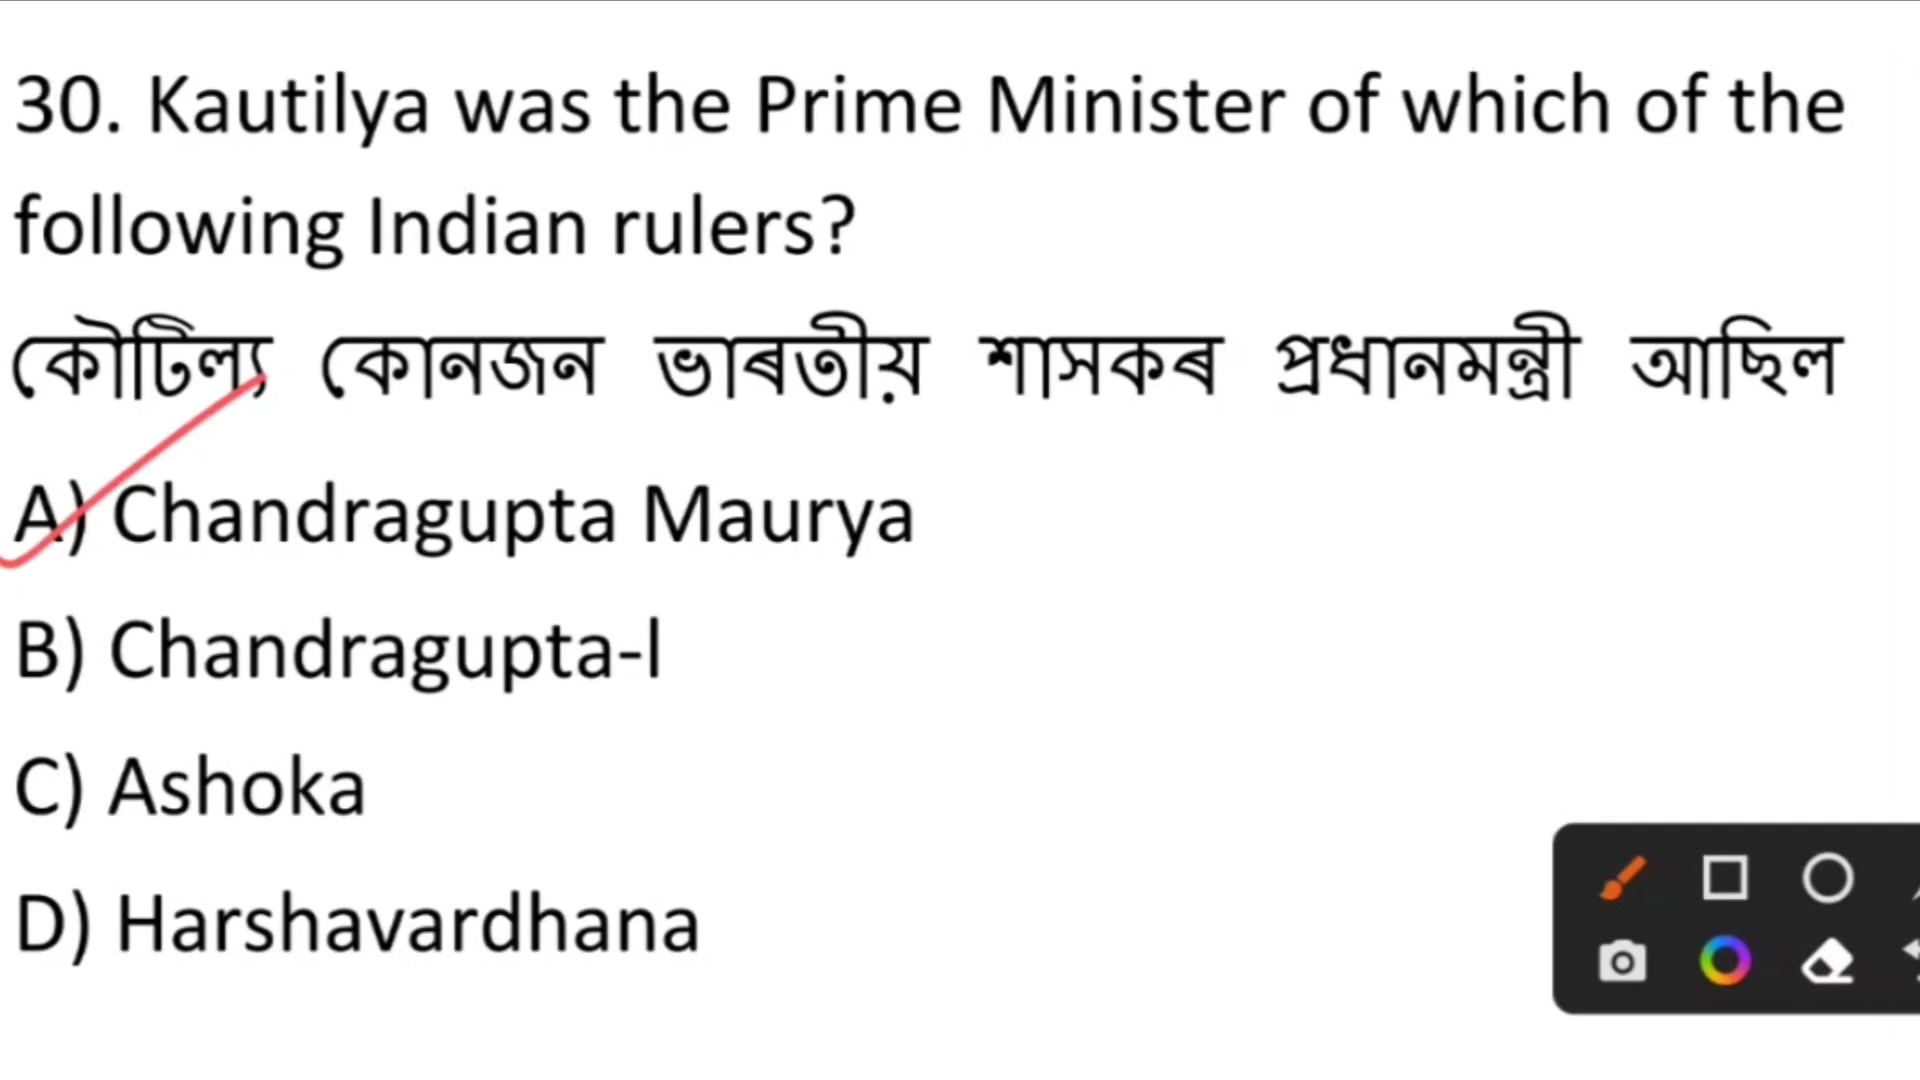 30. Kautilya was the Prime Minister of which of the
following Indian rulers?
কৌটিল্য কোনজন ভাৰতীয় শাসকৰ প্ৰধানমন্ত্ৰী আছিল
A) Chandragupta Maurya
B) Chandragupta-l
C) Ashoka
D) Harshavardhana